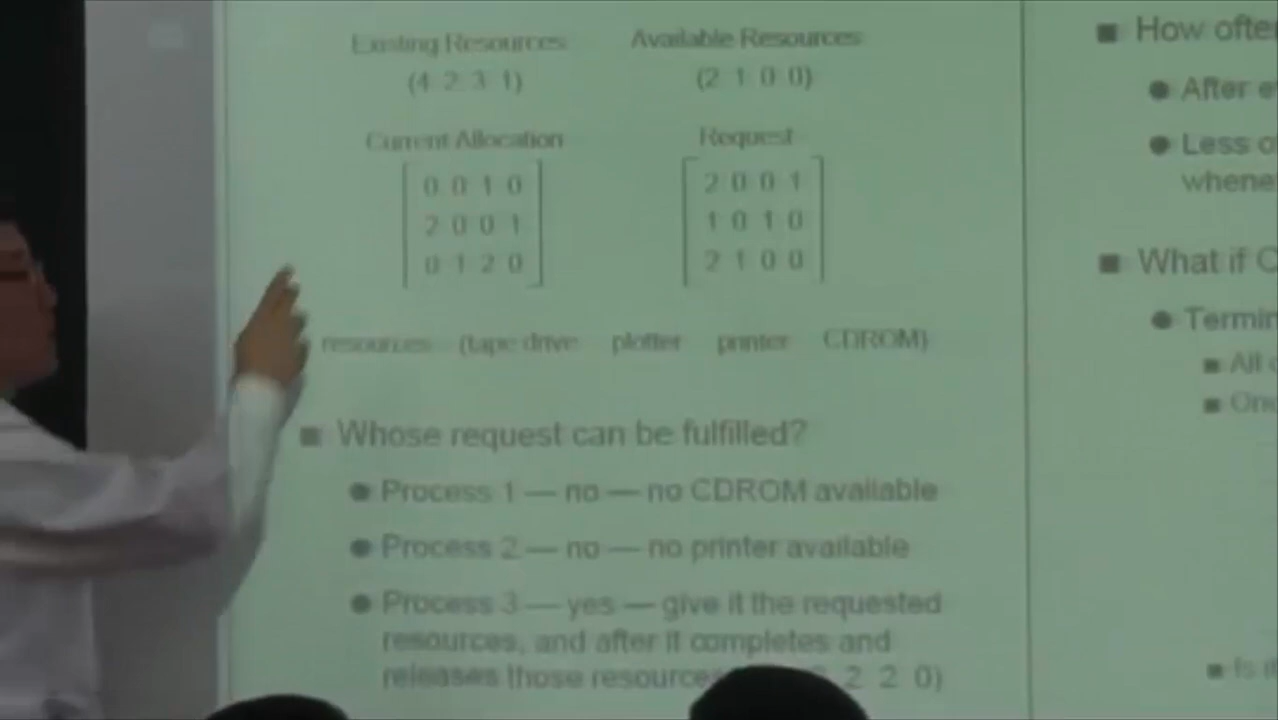 Existing Resources
(4 2 3 1)
Available Resources
(2 1 0 0)
Current Allocation
0 0 1 0
2 0 0 1
0 1 2 0
Request
2 0 0 1
1 0 1 0
2 1 0 0
resources (tape drive plotter printer CDROM)
■ Whose request can be fulfilled?
● Process 1 — no — no CDROM available
● Process 2 — no — no printer available
● Process 3 — yes — give it the requested
resources, and after it completes and
releases those resource 2 2 0)
■ How ofte
● After e
● Less o
whene
■ What if
● Termin
■ All
■ On
■ Is